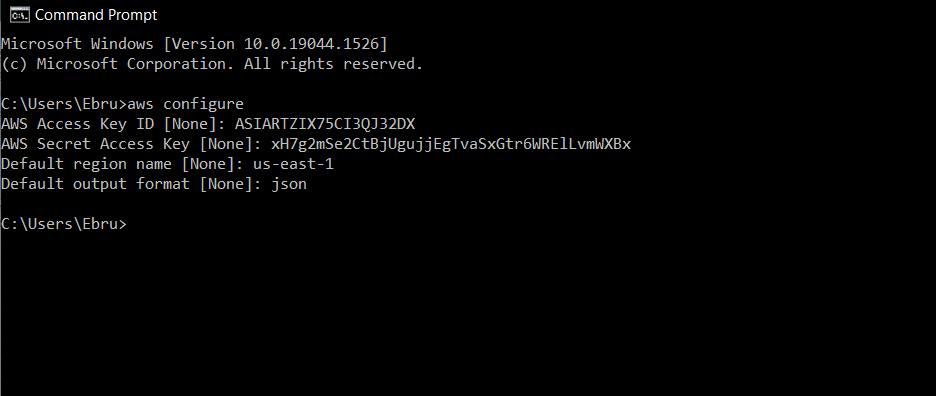 Command Prompt
Microsoft Windows [Version 10.0.19044.1526]
(c) Microsoft Corporation. All rights reserved.
C:\Users\Ebru>aws configure
AWS Access Key ID [None]: ASIARTZIX75CI3QJ32DX
AWS Secret Access Key [None]: xH7g2mSe2CtBjUgujjEgTvaSxGtr6WRElLvmWXBx
Default region name [None]: us-east-1
Default output format [None]: json
C:\Users\Ebru>